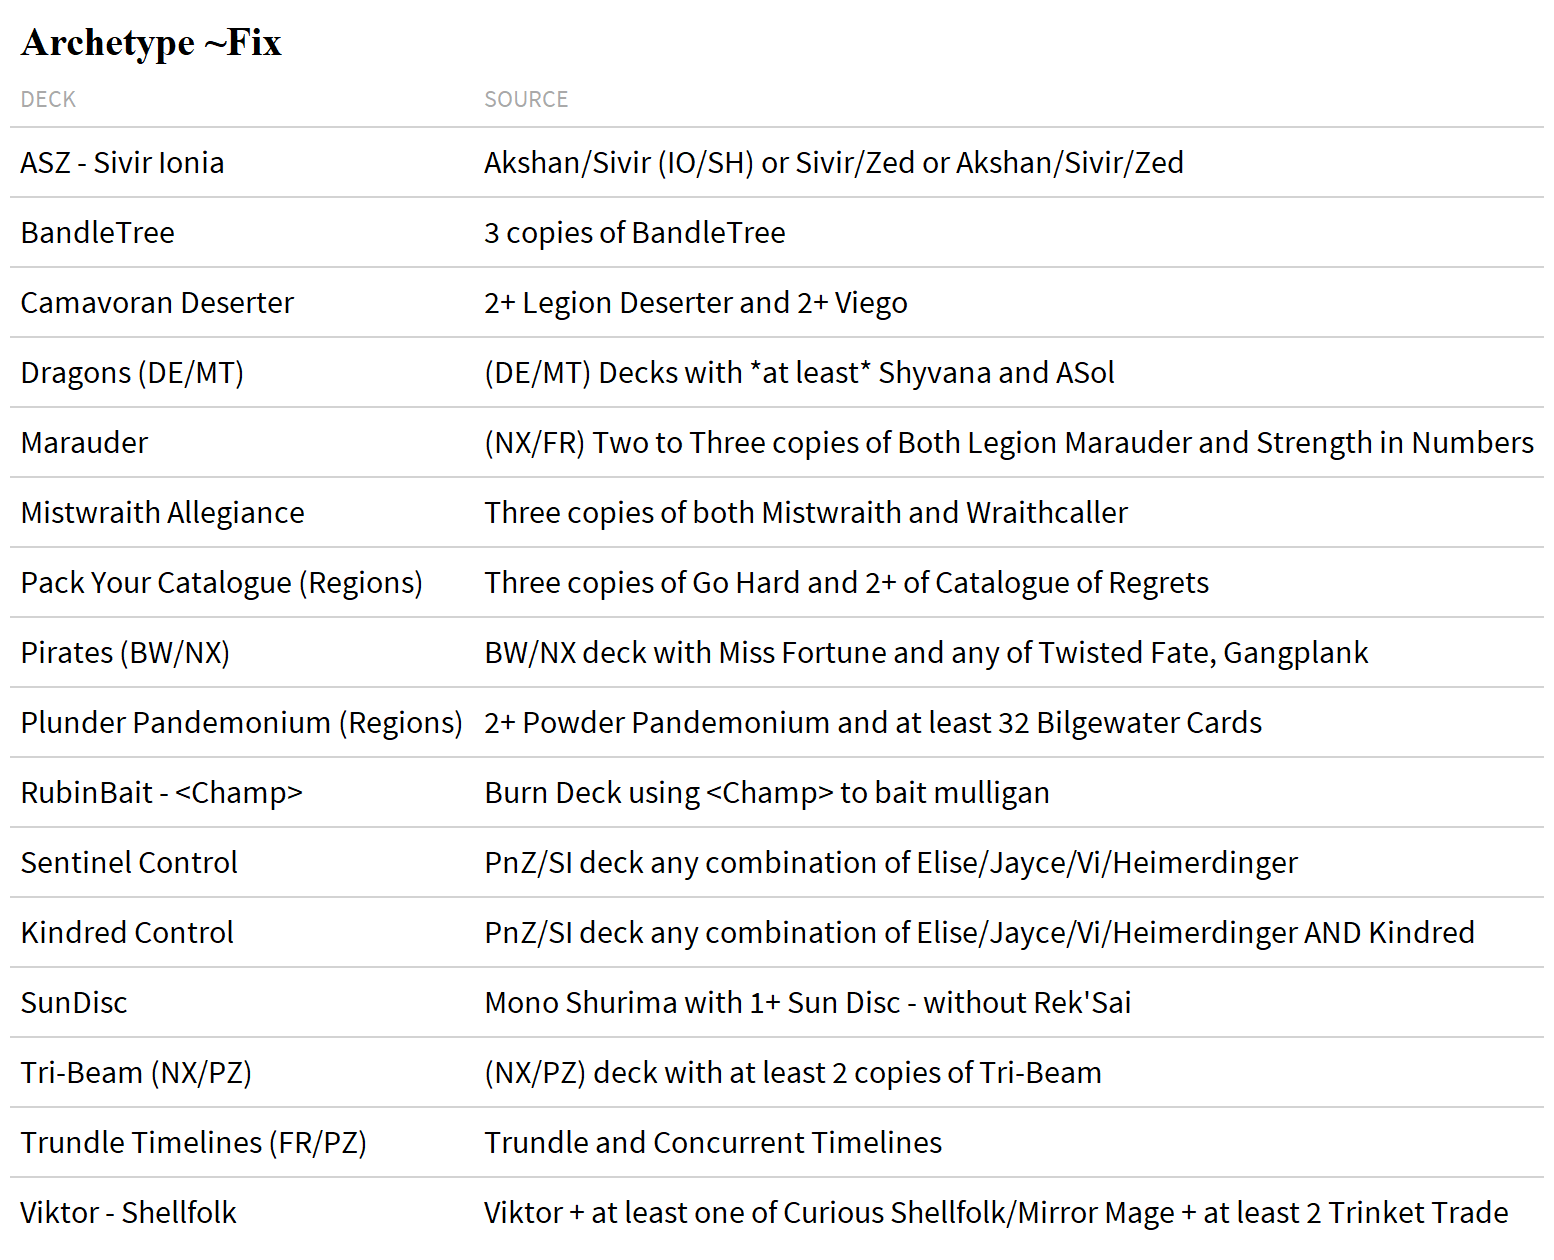 Archetype ~Fix
DECK SOURCE
ASZ - Sivir Ionia Akshan/Sivir (IO/SH) or Sivir/Zed or Akshan/Sivir/Zed
BandleTree 3 copies of BandleTree
Camavoran Deserter 2+ Legion Deserter and 2+ Viego
Dragons (DE/MT) (DE/MT) Decks with *at least* Shyvana and ASol
Marauder (NX/FR) Two to Three copies of Both Legion Marauder and Strength in Numbers
Mistwraith Allegiance Three copies of both Mistwraith and Wraithcaller
Pack Your Catalogue (Regions) Three copies of Go Hard and 2+ of Catalogue of Regrets
Pirates (BW/NX) BW/NX deck with Miss Fortune and any of Twisted Fate, Gangplank
Plunder Pandemonium (Regions) 2+ Powder Pandemonium and at least 32 Bilgewater Cards
RubinBait - <Champ> Burn Deck using <Champ> to bait mulligan
Sentinel Control PnZ/SI deck any combination of Elise/Jayce/Vi/Heimerdinger
Kindred Control PnZ/SI deck any combination of Elise/Jayce/Vi/Heimerdinger AND Kindred
SunDisc Mono Shurima with 1+ Sun Disc - without Rek'Sai
Tri-Beam (NX/PZ) (NX/PZ) deck with at least 2 copies of Tri-Beam
Trundle Timelines (FR/PZ) Trundle and Concurrent Timelines
Viktor - Shellfolk Viktor + at least one of Curious Shellfolk/Mirror Mage + at least 2 Trinket Trade